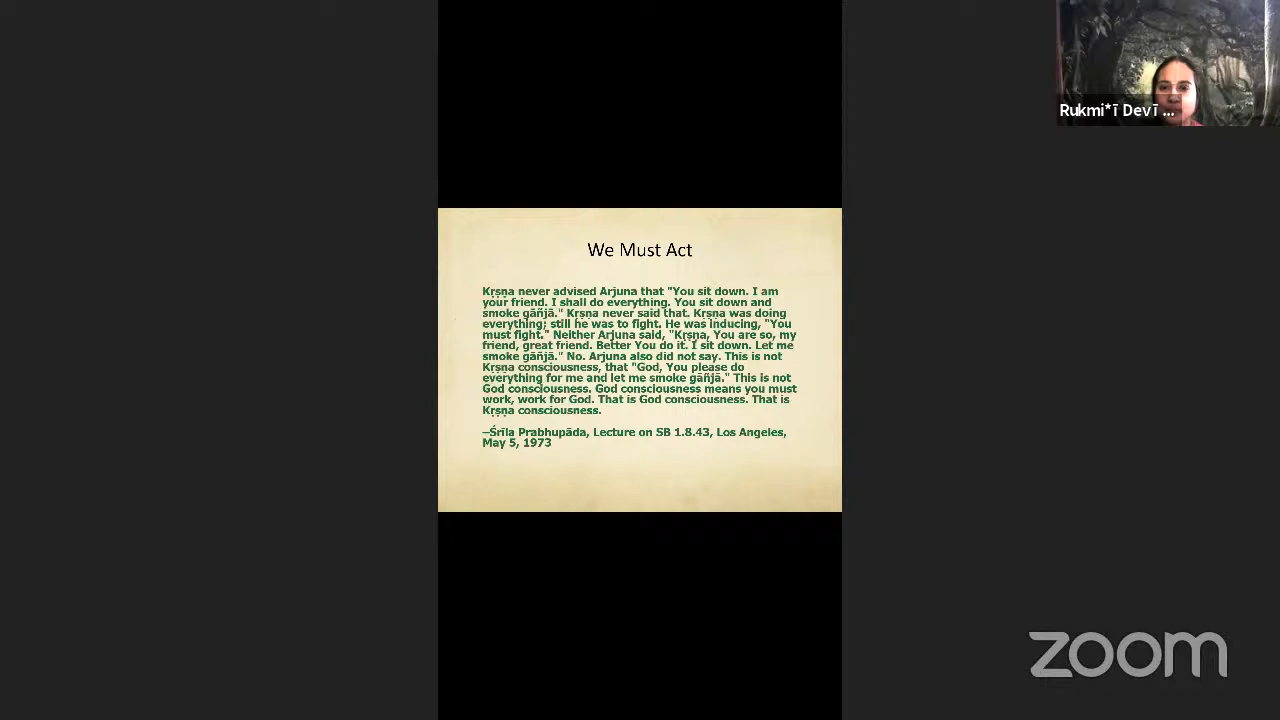 Rukmi*ī Devī ...
We Must Act
Kṛṣṇa never advised Arjuna that "You sit down. I am
your friend. I shall do everything. You sit down and
smoke gāñjā." Kṛṣṇa never said that. Kṛṣṇa was doing
everything; still he was to fight. He was inducing, "You
must fight." Neither Arjuna said, "Kṛṣṇa, You are so, my
friend, great friend. Better You do it. I sit down. Let me
smoke gāñjā." No. Arjuna also did not say. This is not
Kṛṣṇa consciousness, that "God, You please do
everything for me and let me smoke gāñjā." This is not
God consciousness. God consciousness means you must
work, work for God. That is God consciousness. That is
Kṛṣṇa consciousness.
—Śrīla Prabhupāda, Lecture on SB 1.8.43, Los Angeles,
May 5, 1973
zoom